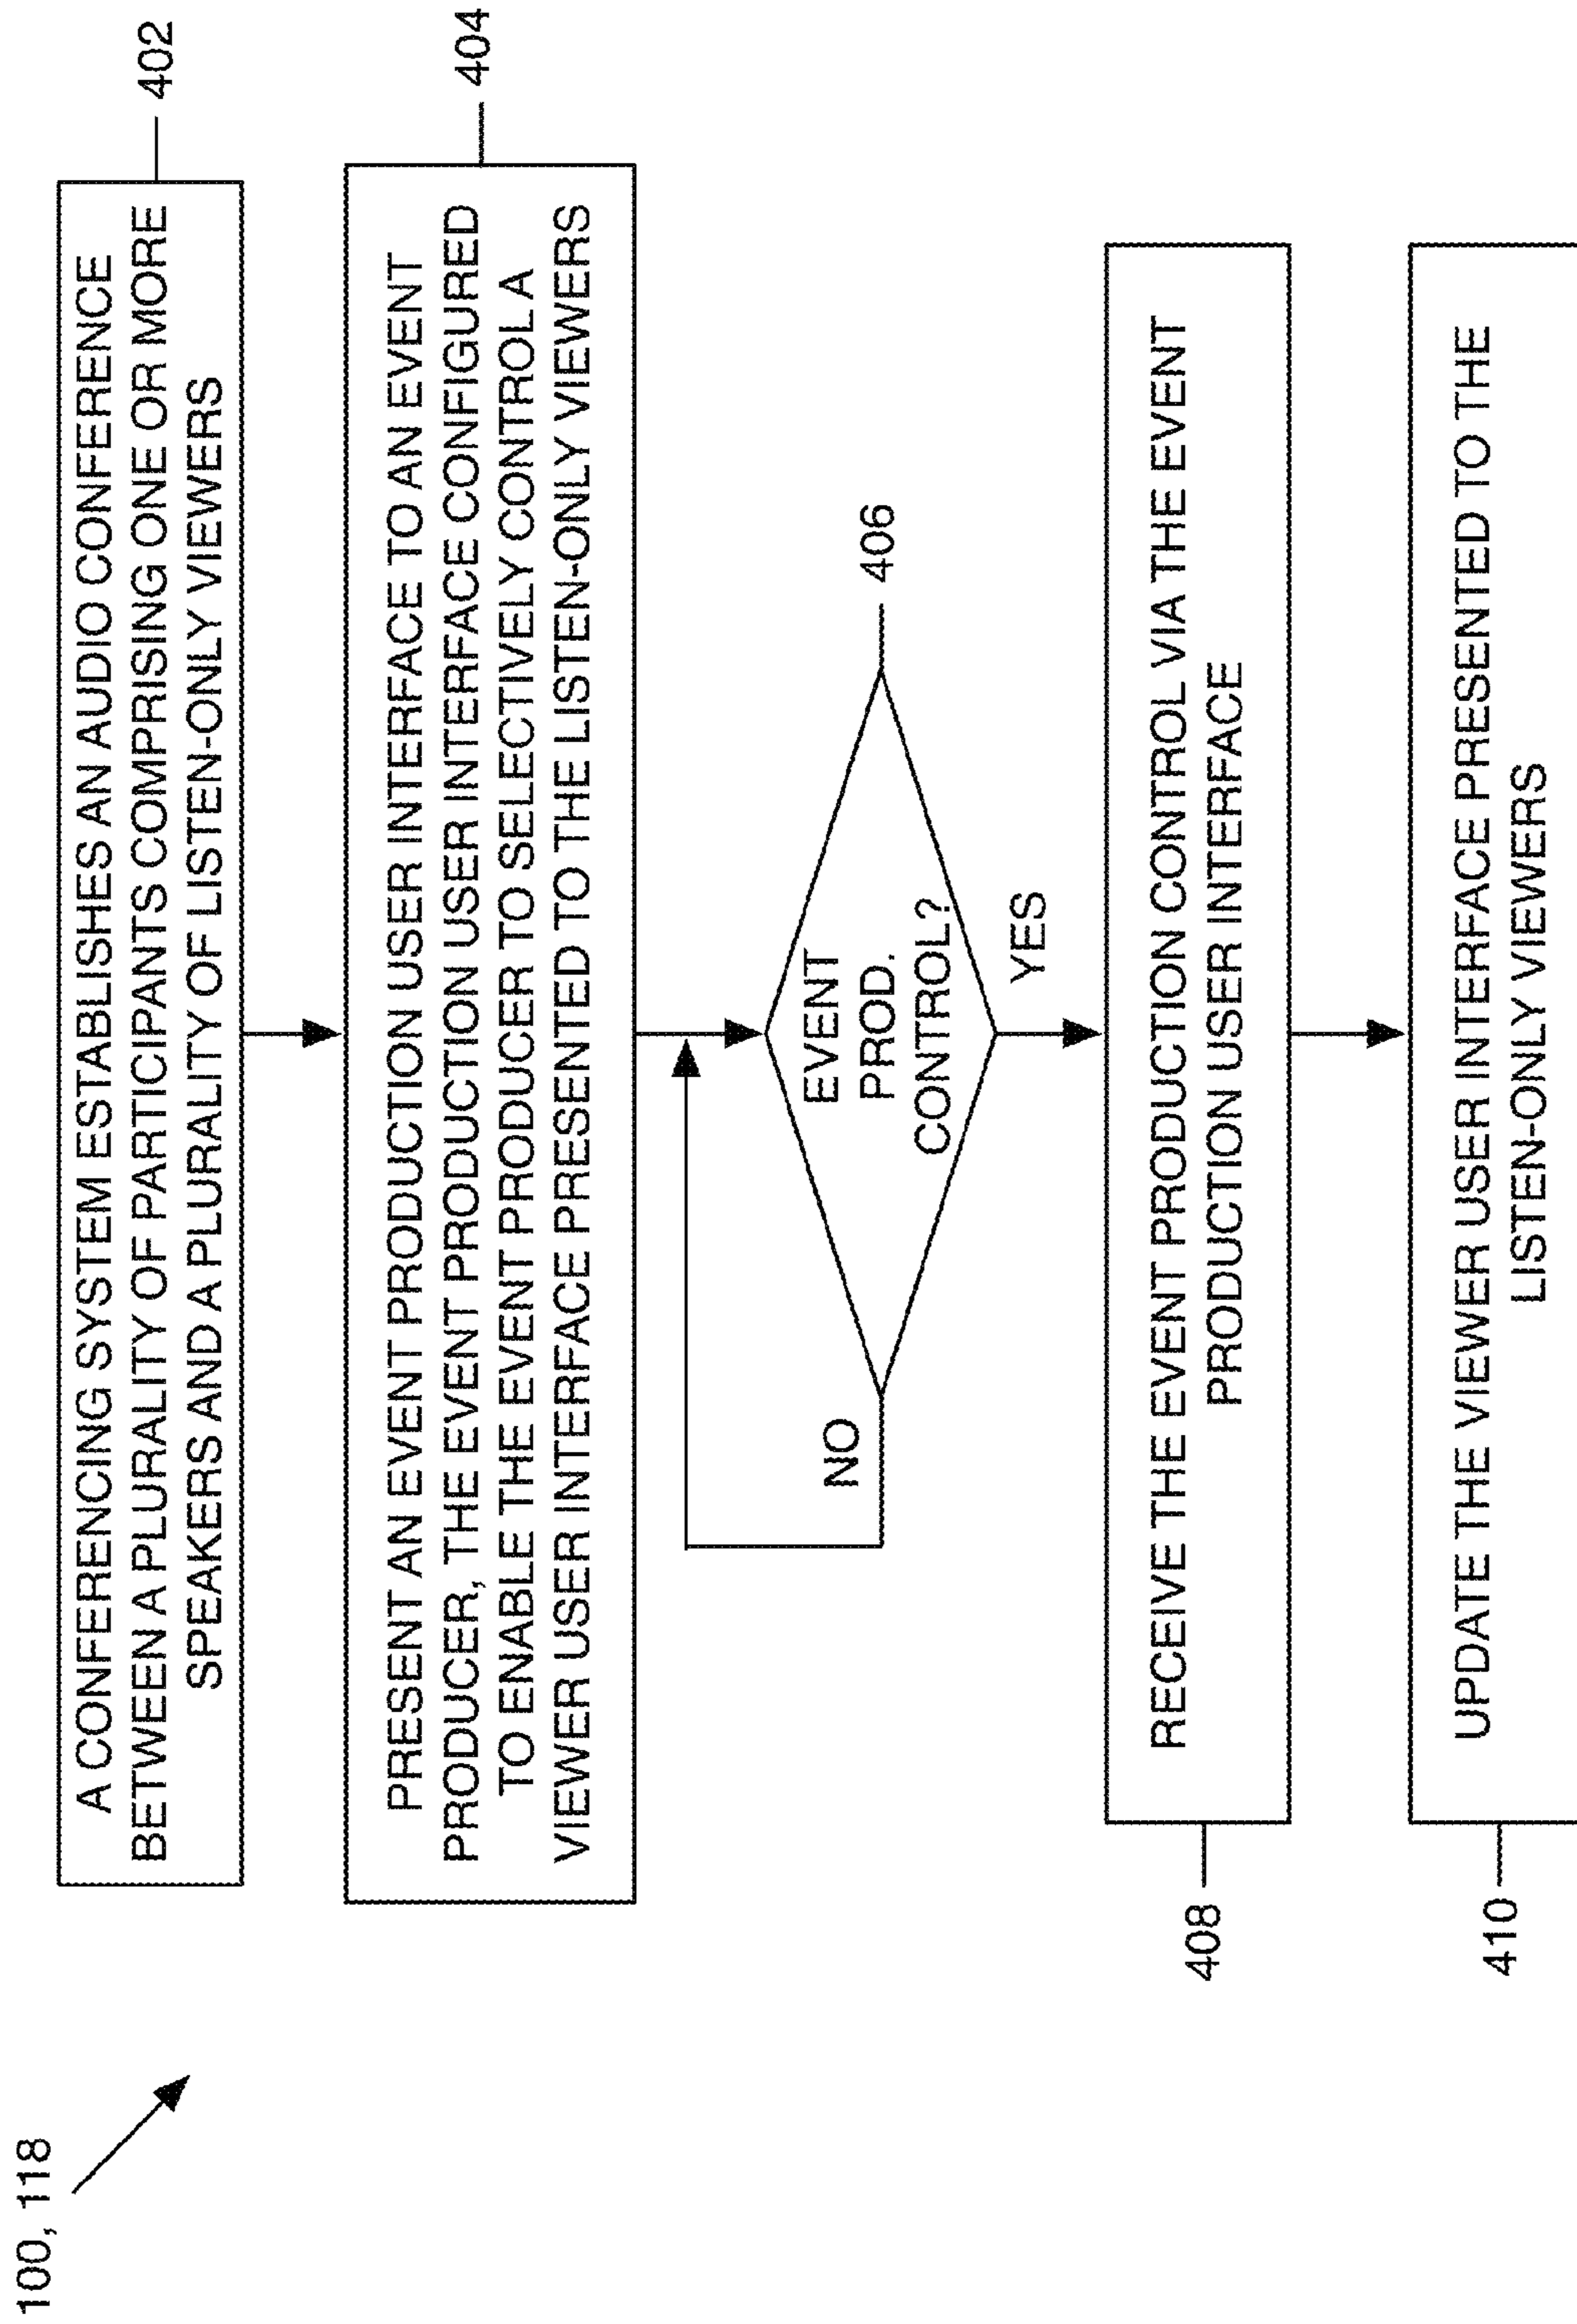 100, 118
A CONFERENCING SYSTEM ESTABLISHES AN AUDIO CONFERENCE
BETWEEN A PLURALITY OF PARTICIPANTS COMPRISING ONE OR MORE
SPEAKERS AND A PLURALITY OF LISTEN-ONLY VIEWERS
402
PRESENT AN EVENT PRODUCTION USER INTERFACE TO AN EVENT
PRODUCER, THE EVENT PRODUCTION USER INTERFACE CONFIGURED
TO ENABLE THE EVENT PRODUCER TO SELECTIVELY CONTROL A
VIEWER USER INTERFACE PRESENTED TO THE LISTEN-ONLY VIEWERS
404
NO
EVENT
PROD.
CONTROL?
406
YES
RECEIVE THE EVENT PRODUCTION CONTROL VIA THE EVENT
PRODUCTION USER INTERFACE
408
UPDATE THE VIEWER USER INTERFACE PRESENTED TO THE
LISTEN-ONLY VIEWERS
410